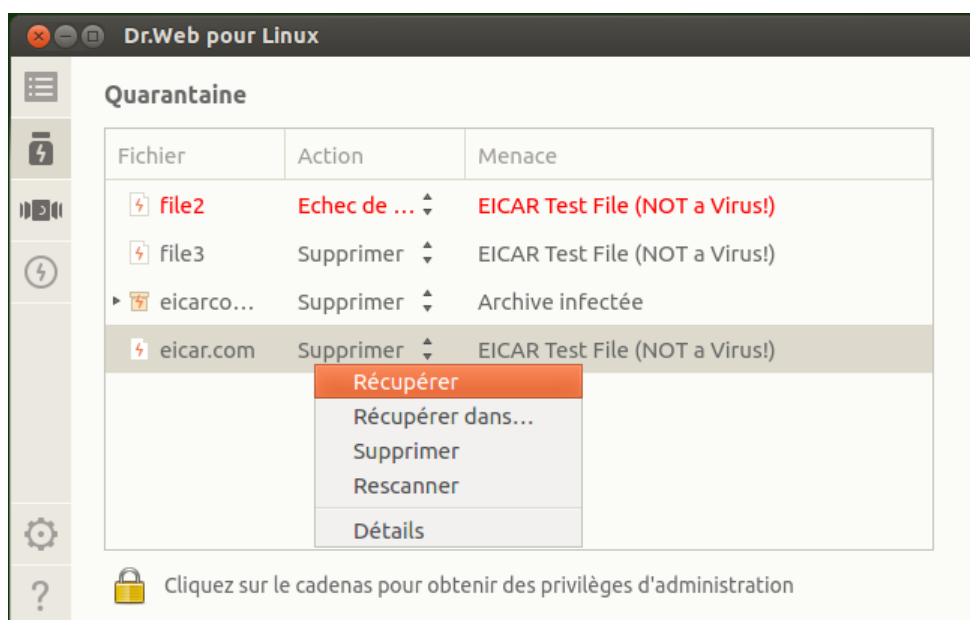 Dr.Web pour Linux
Quarantaine
Fichier Action Menace
file2 Echec de ... EICAR Test File (NOT a Virus!)
file3 Supprimer EICAR Test File (NOT a Virus!)
eicarco... Supprimer Archive infectée
eicar.com Supprimer EICAR Test File (NOT a Virus!)
Récupérer
Récupérer dans...
Supprimer
Rescanner
Détails
Cliquez sur le cadenas pour obtenir des privilèges d'administration
?